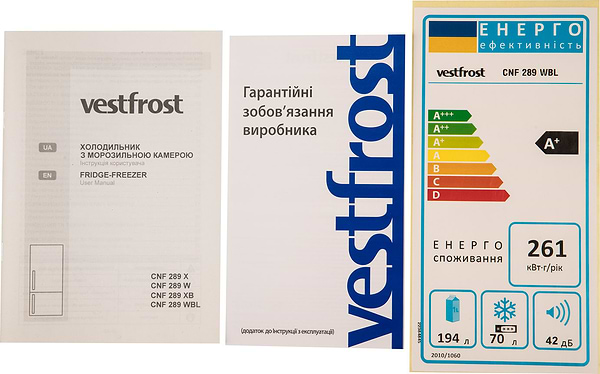 vestfrost
UA
ХОЛОДИЛЬНИК
З МОРОЗИЛЬНОЮ КАМЕРОЮ
Інструкція користувача
EN
FRIDGE-FREEZER
User Manual
CNF 289 X
CNF 289 W
CNF 289 XB
CNF 289 WBL
Гарантійні
зобов'язання
виробника
vestfrost
(додаток до Інструкції з експлуатації)
ЕНЕРГО
ефективність
vestfrost CNF 289 WBL
A+++
A++
A+
A
B
C
D
A+
ЕНЕРГО
споживання
261
кВт·г/рік
194 л
70 л
42 дБ
2010/1060